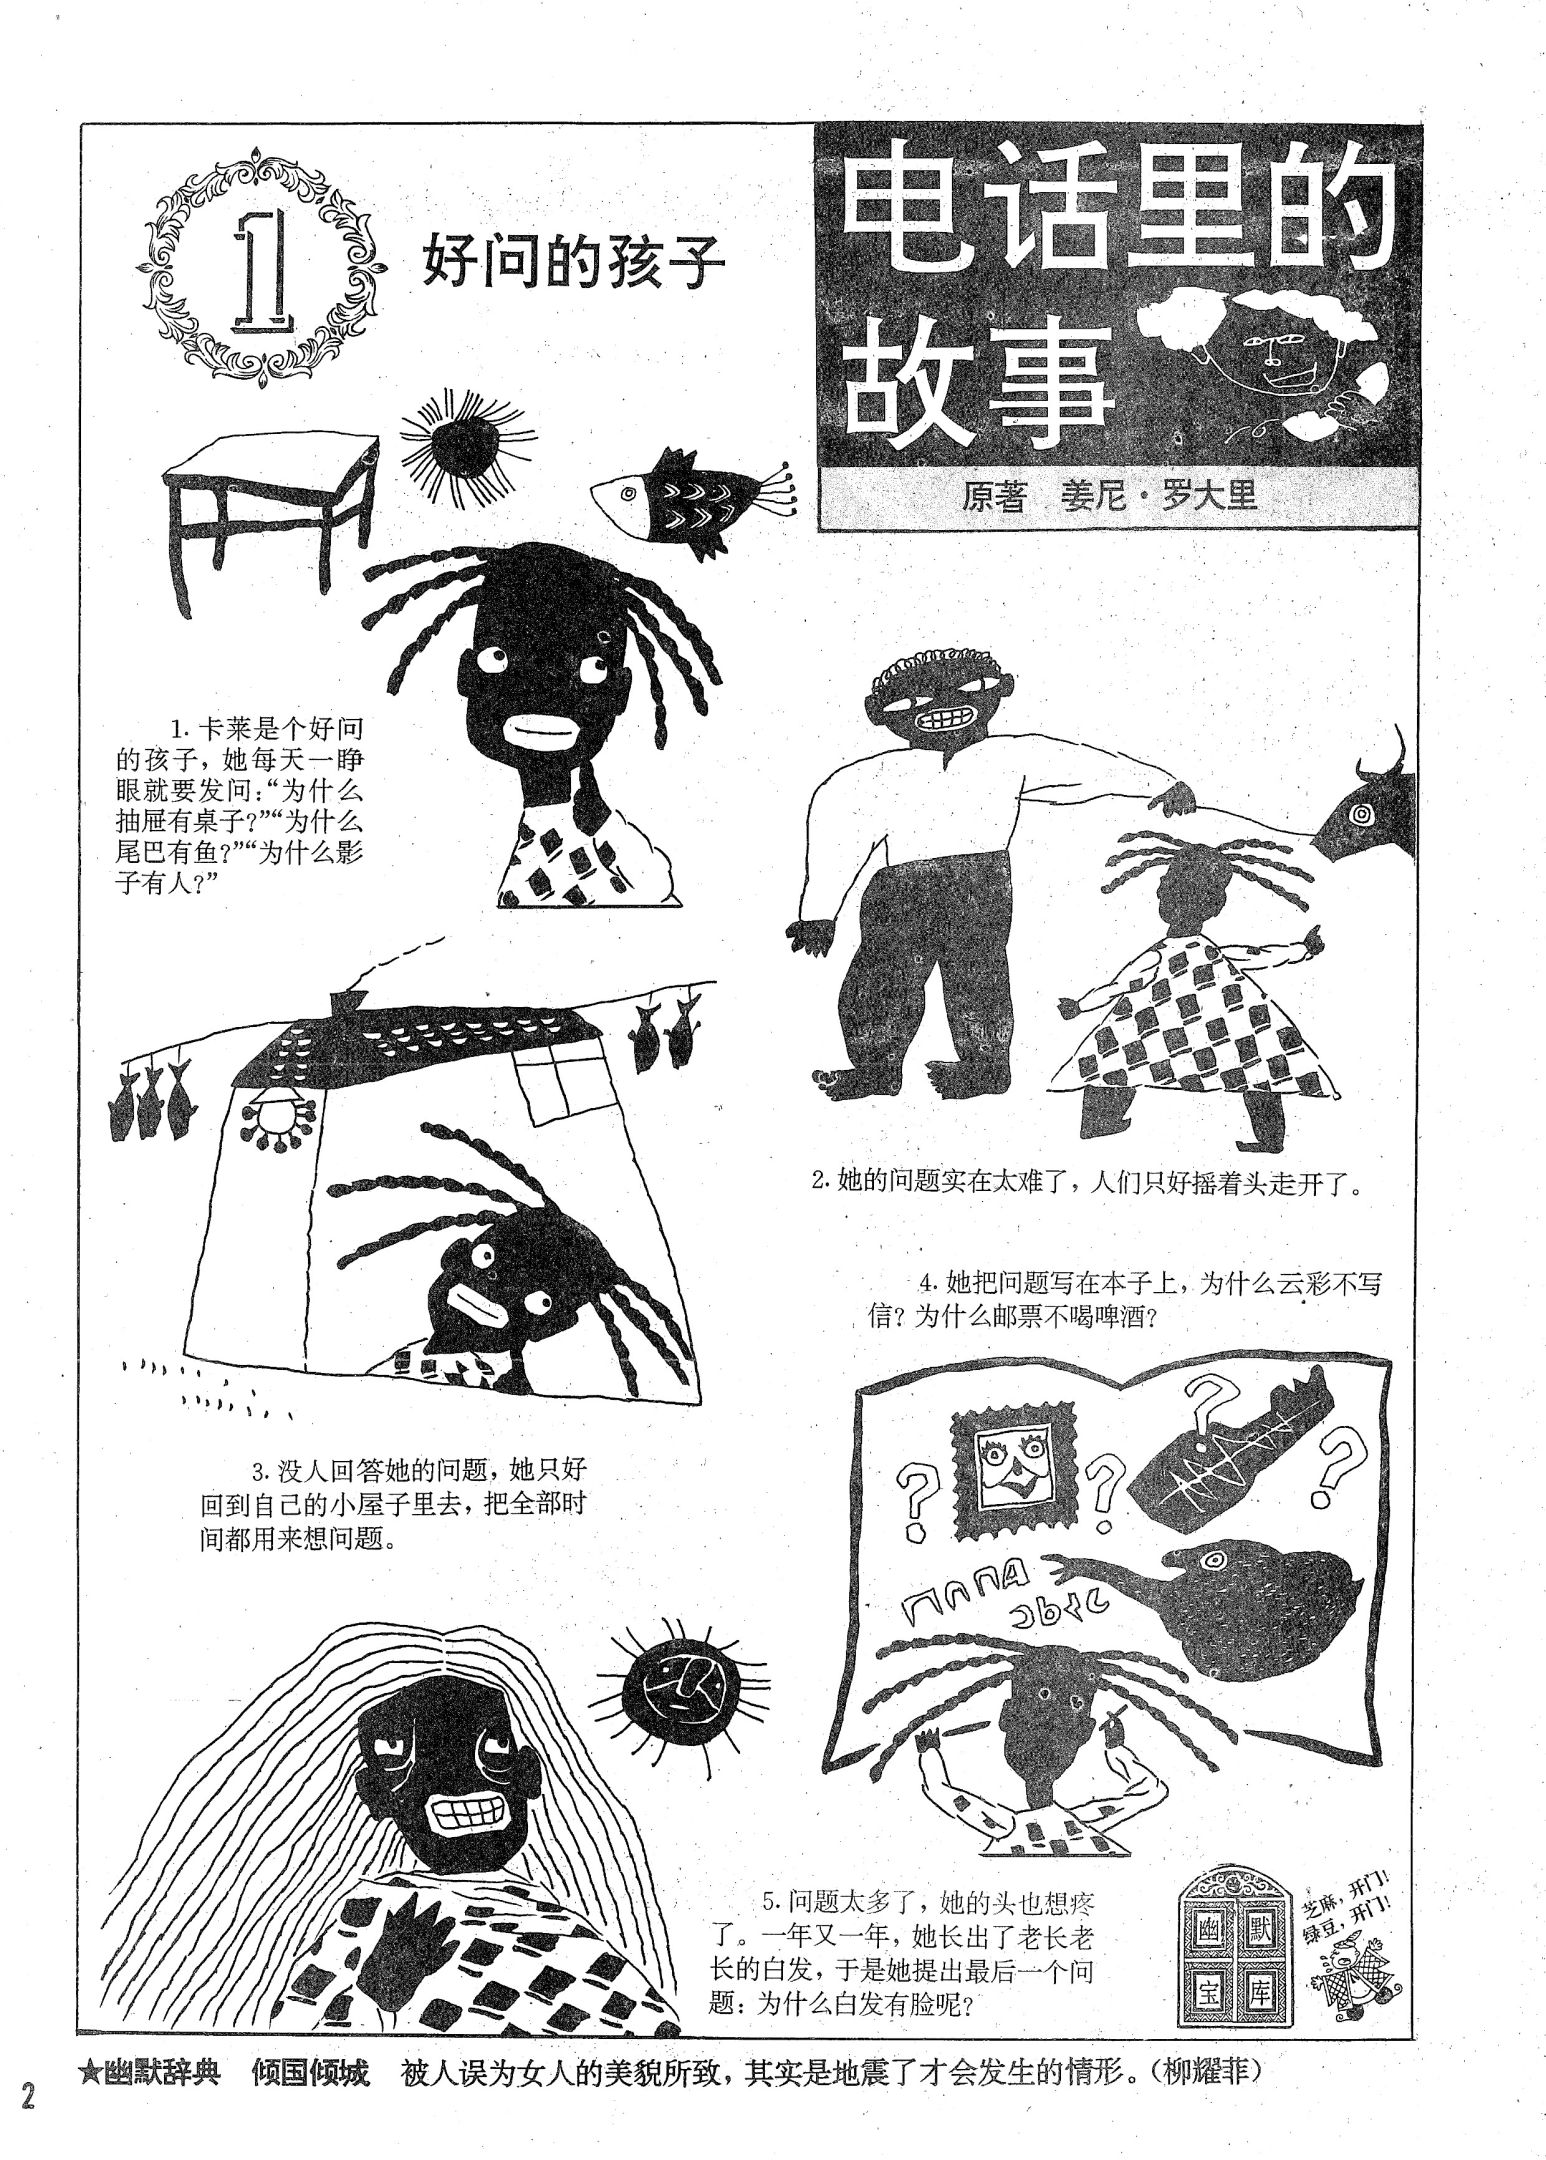 电话里的
故事
原著 姜尼·罗大里
1
好问的孩子
1. 卡莱是个好问
的孩子，她每天一睁
眼就要发问：“为什么
抽屉有桌子？”“为什么
尾巴有鱼？”“为什么影
子有人？”
2. 她的问题实在太难了，人们只好摇着头走开了。
3. 没人回答她的问题，她只好
回到自己的小屋子里去，把全部时
间都用来想问题。
4. 她把问题写在本子上，为什么云彩不写
信？为什么邮票不喝啤酒？
? ? ? ?
5. 问题太多了，她的头也想疼
了。一年又一年，她长出了老长老
长的白发，于是她提出最后一个问
题：为什么白发有脸呢？
幽默
宝库
芝麻，开门！
绿豆，开门！
★幽默辞典 倾国倾城 被人误为女人的美貌所致，其实是地震了才会发生的情形。（柳耀菲）
2